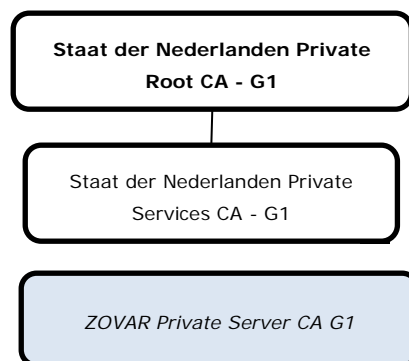 Staat der Nederlanden Private
Root CA - G1
Staat der Nederlanden Private
Services CA - G1
ZOVAR Private Server CA G1